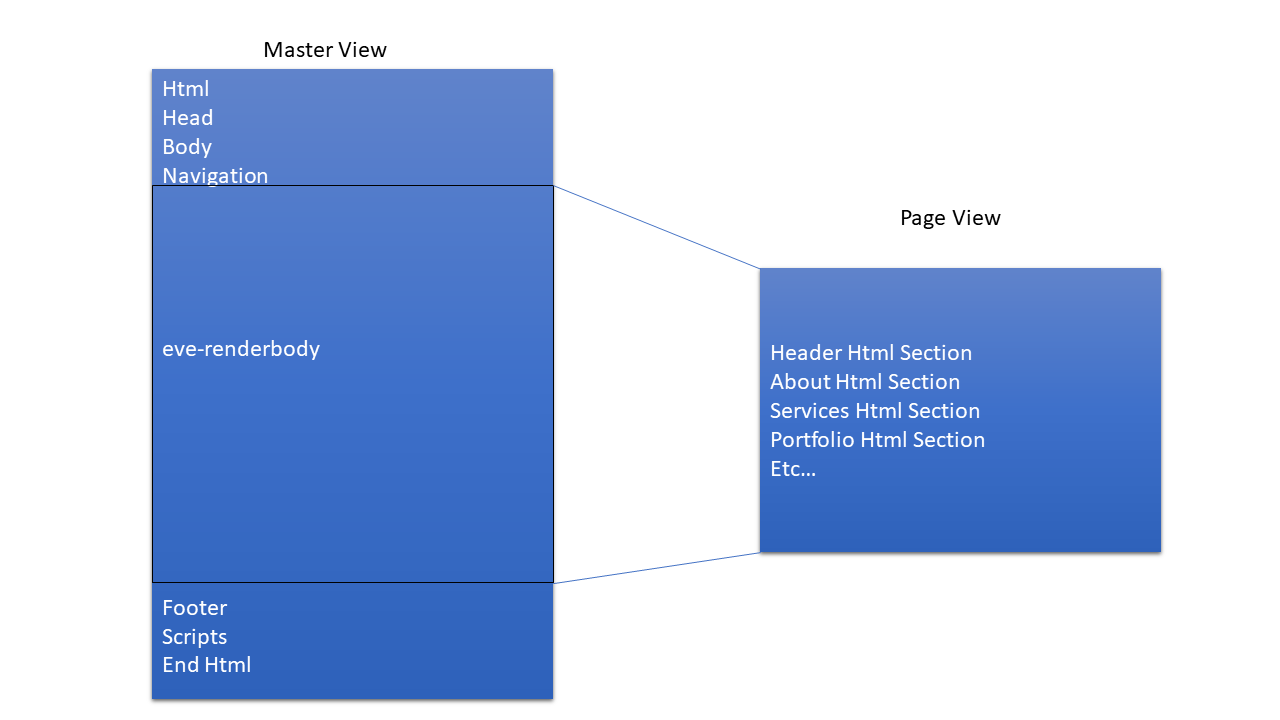 Master View
Html
Head
Body
Navigation
eve-renderbody
Footer
Scripts
End Html
Page View
Header Html Section
About Html Section
Services Html Section
Portfolio Html Section
Etc...